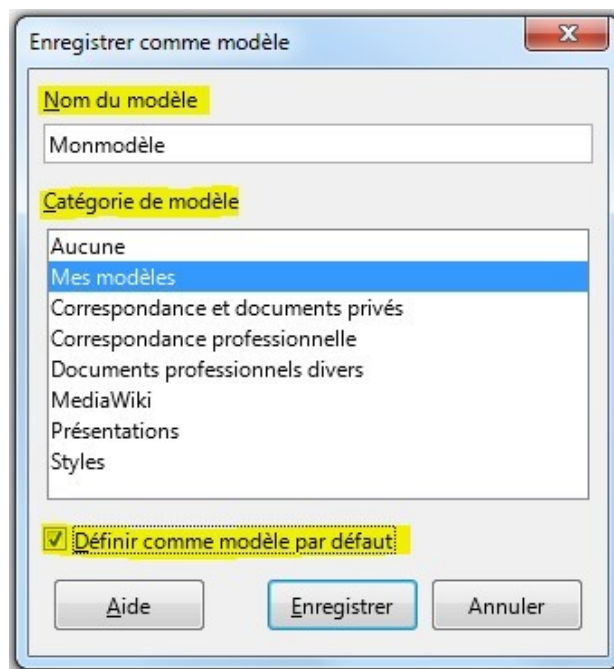 Enregistrer comme modèle
Nom du modèle
Monmodèle
Catégorie de modèle
Aucune
Mes modèles
Correspondance et documents privés
Correspondance professionnelle
Documents professionnels divers
MediaWiki
Présentations
Styles
Définir comme modèle par défaut
Aide Enregistrer Annuler